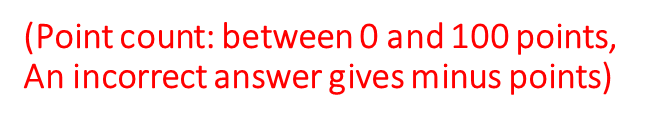 (Point count: between 0 and 100 points,
An incorrect answer gives minus points)